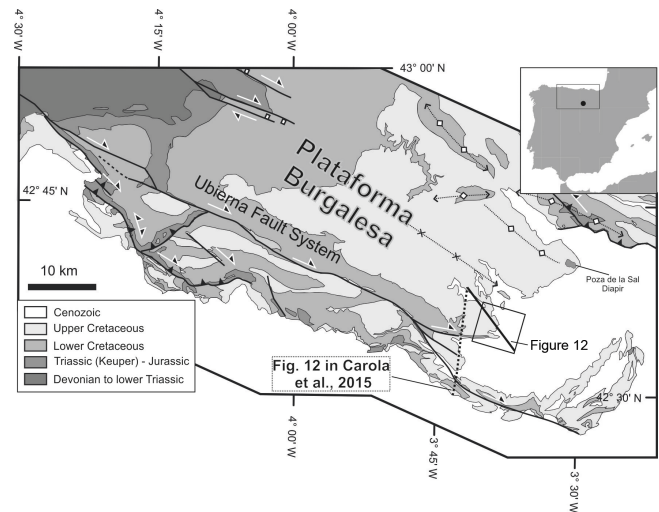 4° 30' W
4° 15' W
4° 00' W
43° 00' N
42° 45' N
Plataforma
Burgalesa
Ubierna Fault System
10 km
Poza de la Sal
Diapir
Cenozoic
Upper Cretaceous
Lower Cretaceous
Triassic (Keuper) - Jurassic
Devonian to lower Triassic
Figure 12
Fig. 12 in Carola
et al., 2015
42° 30' N
4° 00' W
3° 45' W
3° 30' W